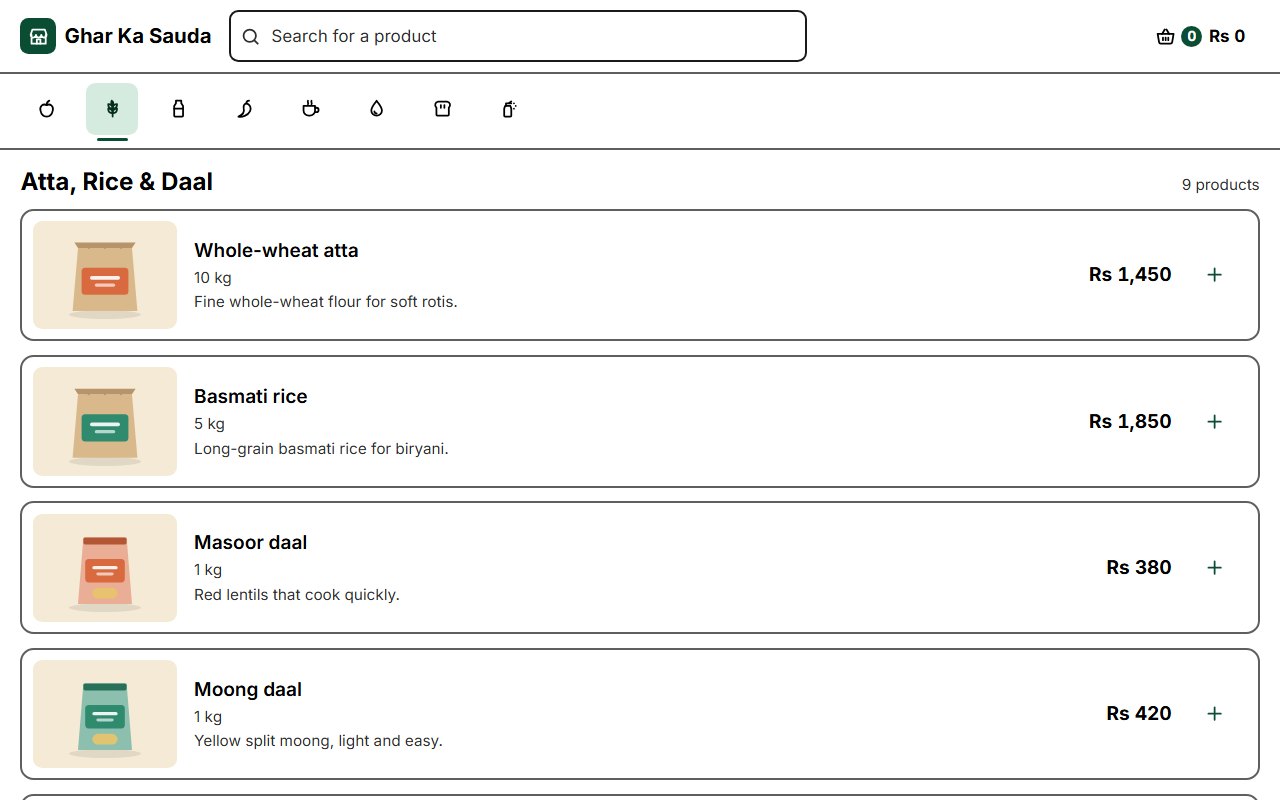 Ghar Ka Sauda
Search for a product
0 Rs 0
Atta, Rice & Daal
9 products
Whole-wheat atta
10 kg
Fine whole-wheat flour for soft rotis.
Rs 1,450
Basmati rice
5 kg
Long-grain basmati rice for biryani.
Rs 1,850
Masoor daal
1 kg
Red lentils that cook quickly.
Rs 380
Moong daal
1 kg
Yellow split moong, light and easy.
Rs 420